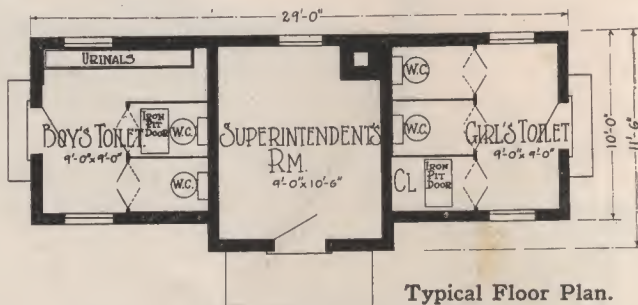 29'-0"
URINALS
BOY'S TOILET
9'-0" x 9'-0"
IRON
PIT
DOOR
W.C.
W.C.
SUPERINTENDENT'S
RM.
9'-0" x 10'-6"
W.C.
W.C.
CL
IRON
PIT
DOOR
GIRL'S TOILET
9'-0" x 9'-0"
10'-0"
11'-6"
Typical Floor Plan.